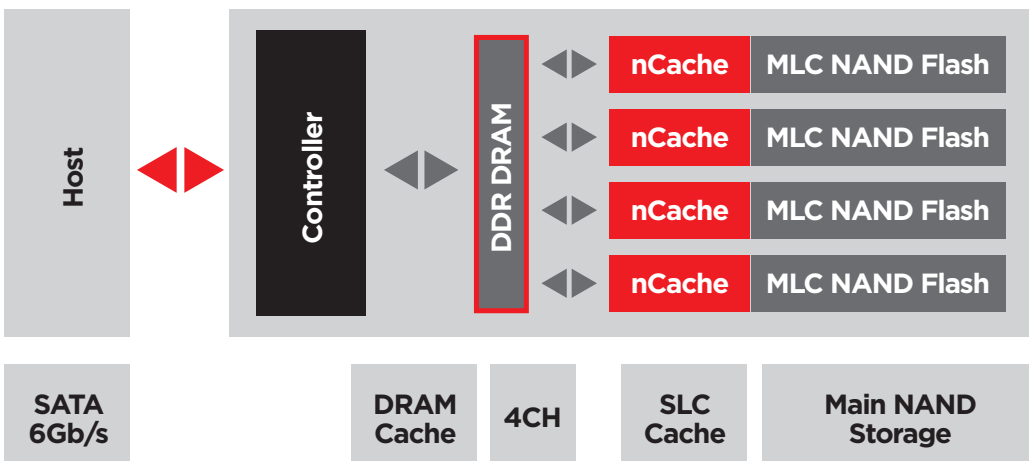 Host
Controller
DDR DRAM
nCache
MLC NAND Flash
nCache
MLC NAND Flash
nCache
MLC NAND Flash
nCache
MLC NAND Flash
SATA
6Gb/s
DRAM
Cache
4CH
SLC
Cache
Main NAND
Storage